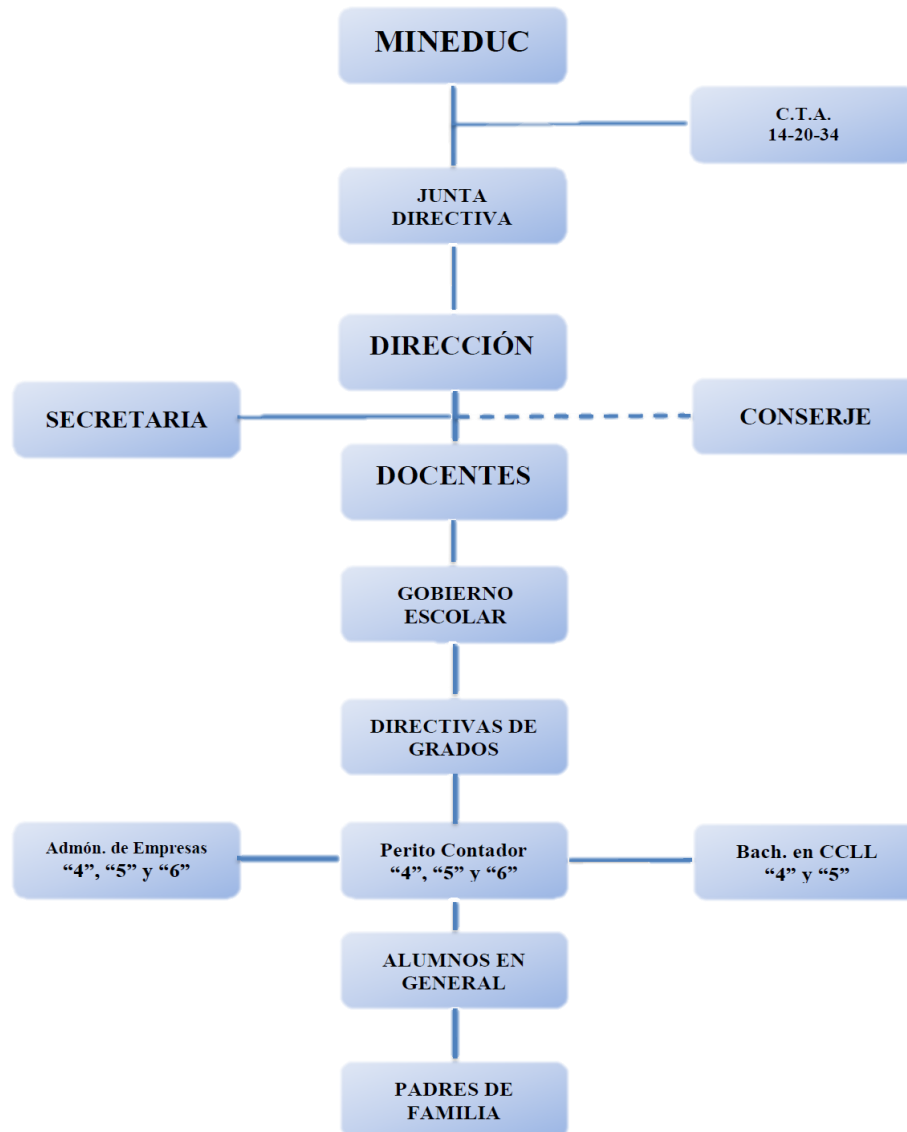 MINEDUC
C.T.A.
14-20-34
JUNTA
DIRECTIVA
DIRECCIÓN
SECRETARIA
CONSERJE
DOCENTES
GOBIERNO
ESCOLAR
DIRECTIVAS DE
GRADOS
Admón. de Empresas
“4”, “5” y “6”
Perito Contador
“4”, “5” y “6”
Bach. en CCLL
“4” y “5”
ALUMNOS EN
GENERAL
PADRES DE
FAMILIA